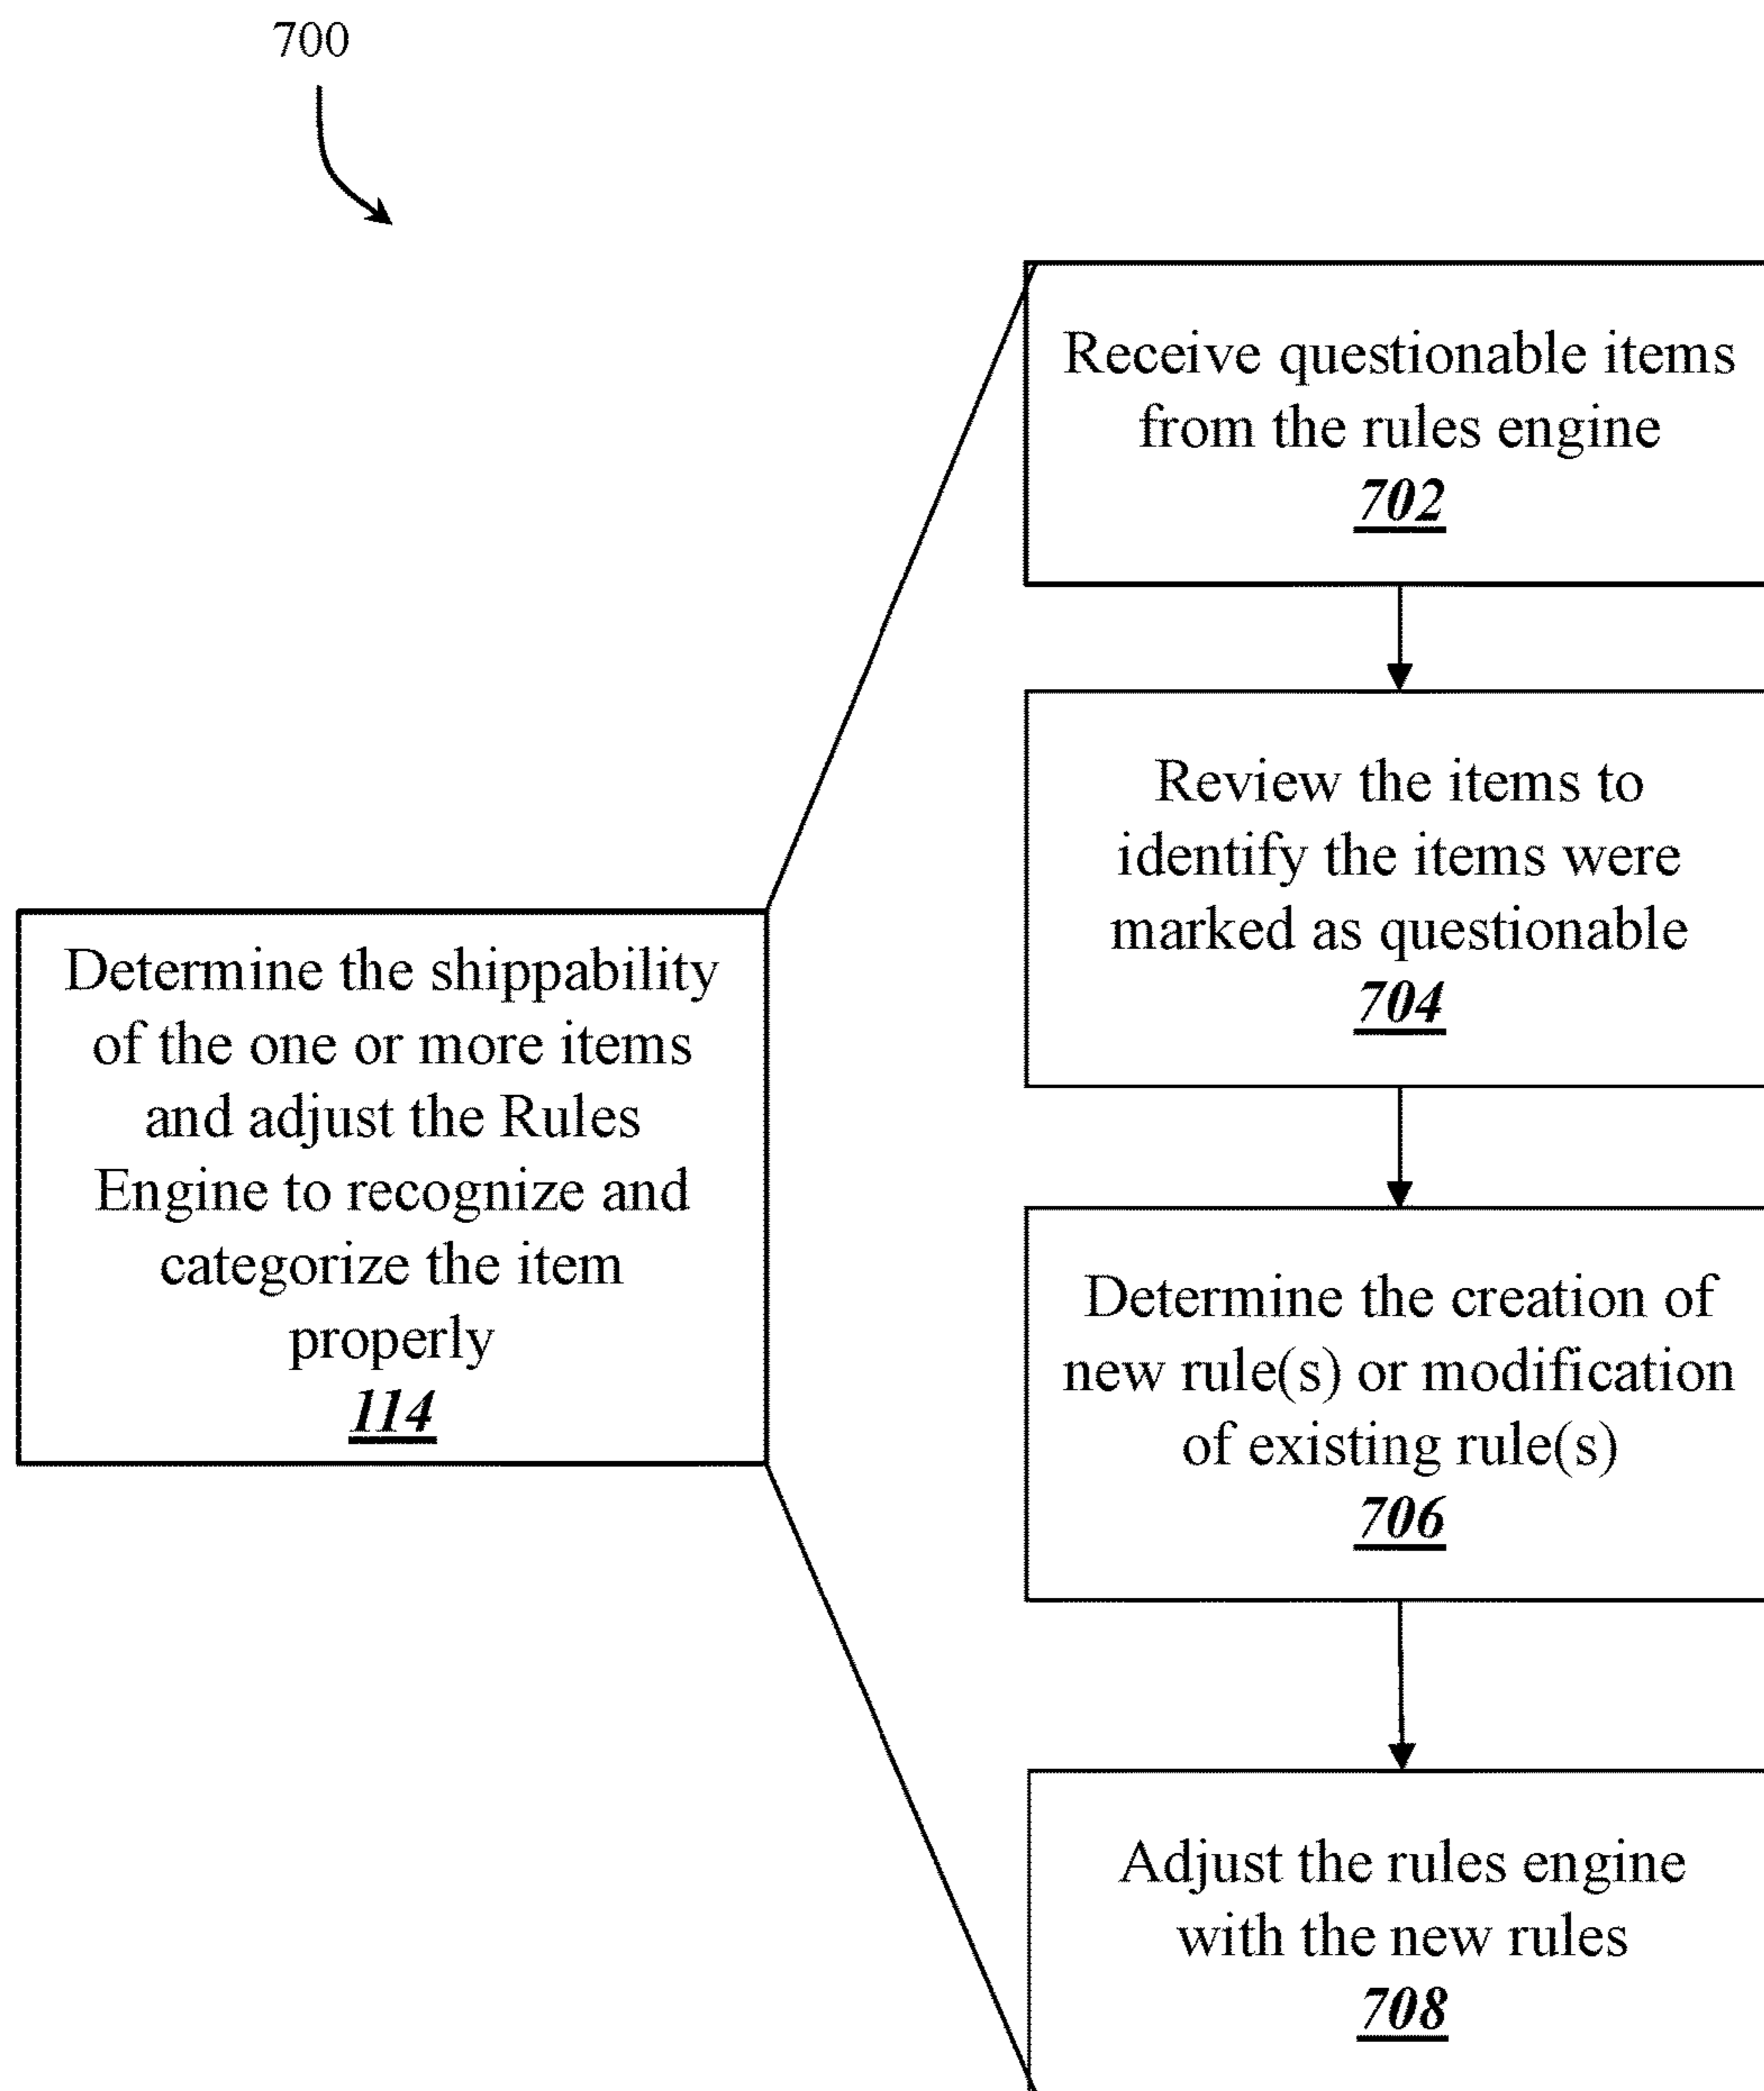 700
Receive questionable items
from the rules engine
702
Review the items to
identify the items were
marked as questionable
704
Determine the shippability
of the one or more items
and adjust the Rules
Engine to recognize and
categorize the item
properly
114
Determine the creation of
new rule(s) or modification
of existing rule(s)
706
Adjust the rules engine
with the new rules
708